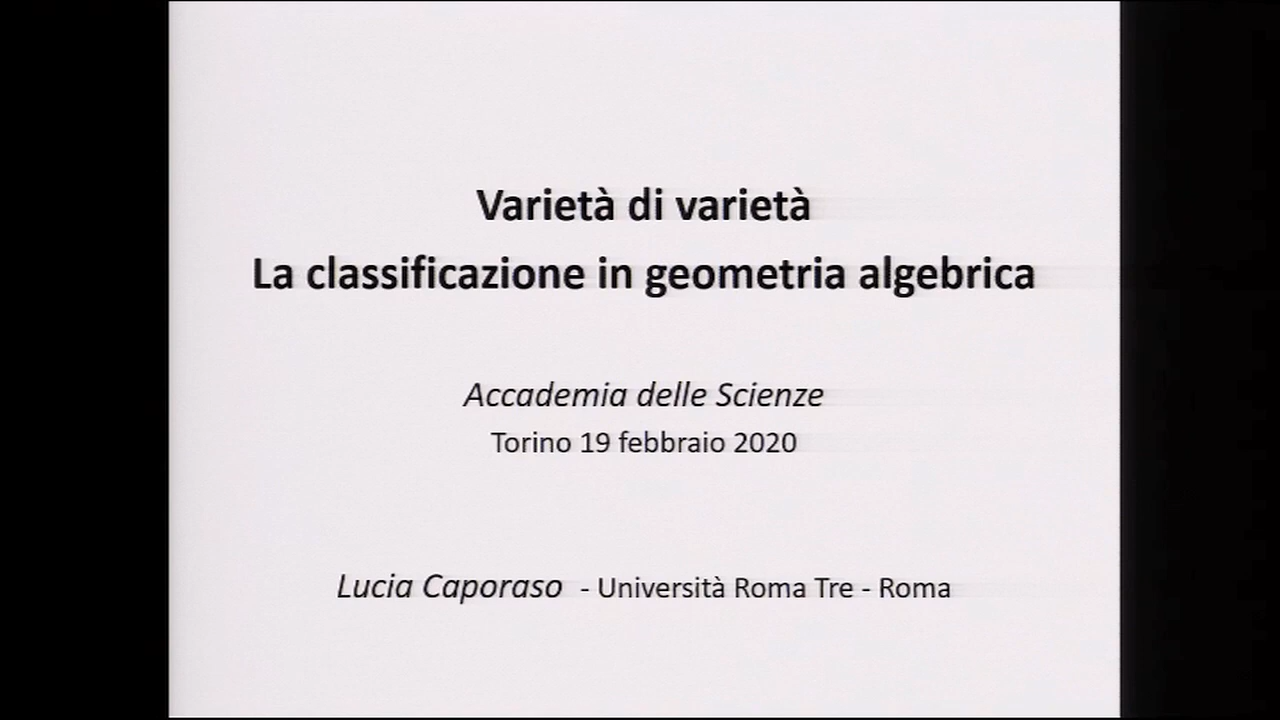 Varietà di varietà
La classificazione in geometria algebrica
Accademia delle Scienze
Torino 19 febbraio 2020
Lucia Caporaso - Università Roma Tre - Roma